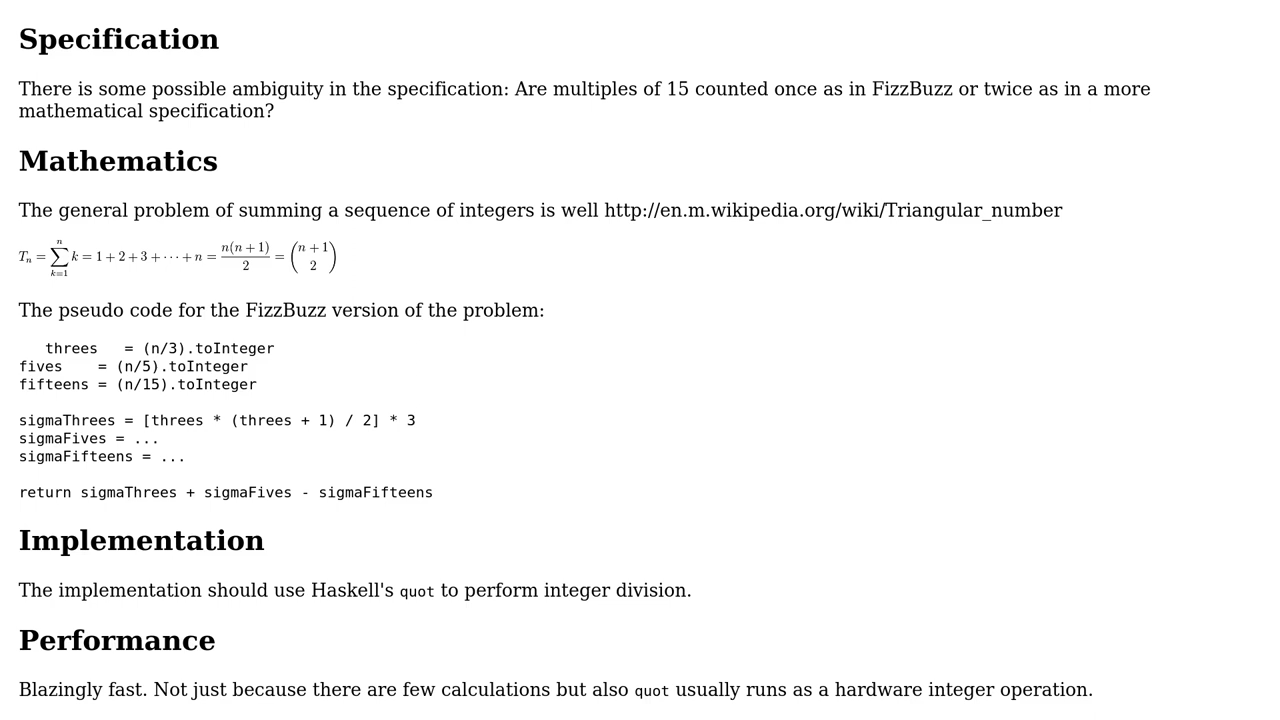 Specification
There is some possible ambiguity in the specification: Are multiples of 15 counted once as in FizzBuzz or twice as in a more
mathematical specification?
Mathematics
The general problem of summing a sequence of integers is well http://en.m.wikipedia.org/wiki/Triangular_number
T_n = \sum_{k=1}^{n} k = 1 + 2 + 3 + \cdots + n = \frac{n(n+1)}{2} = \binom{n+1}{2}
The pseudo code for the FizzBuzz version of the problem:
   threes   = (n/3).toInteger
fives    = (n/5).toInteger
fifteens = (n/15).toInteger
sigmaThrees = [threes * (threes + 1) / 2] * 3
sigmaFives = ...
sigmaFifteens = ...
return sigmaThrees + sigmaFives - sigmaFifteens
Implementation
The implementation should use Haskell's quot to perform integer division.
Performance
Blazingly fast. Not just because there are few calculations but also quot usually runs as a hardware integer operation.